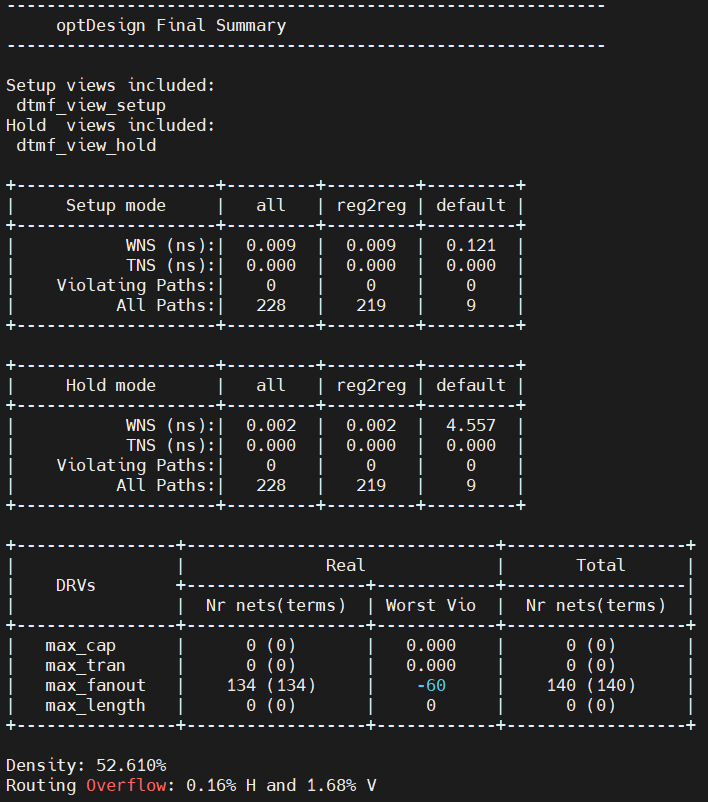 ------------------------------------------------------------
     optDesign Final Summary
------------------------------------------------------------

Setup views included:
 dtmf_view_setup
Hold  views included:
 dtmf_view_hold

+--------------------+---------+---------+---------+
|     Setup mode     |   all   | reg2reg | default |
+--------------------+---------+---------+---------+
|           WNS (ns):|  0.009  |  0.009  |  0.121  |
|           TNS (ns):|  0.000  |  0.000  |  0.000  |
|    Violating Paths:|    0    |    0    |    0    |
|          All Paths:|   228   |   219   |    9    |
+--------------------+---------+---------+---------+

+--------------------+---------+---------+---------+
|     Hold mode      |   all   | reg2reg | default |
+--------------------+---------+---------+---------+
|           WNS (ns):|  0.002  |  0.002  |  4.557  |
|           TNS (ns):|  0.000  |  0.000  |  0.000  |
|    Violating Paths:|    0    |    0    |    0    |
|          All Paths:|   228   |   219   |    9    |
+--------------------+---------+---------+---------+

+----------------+-------------------------------+------------------+
|                |              Real             |       Total      |
|    DRVs        +------------------+------------+------------------|
|                |  Nr nets(terms)  | Worst Vio  |  Nr nets(terms)  |
+----------------+------------------+------------+------------------+
|   max_cap      |      0 (0)       |   0.000    |      0 (0)       |
|   max_tran     |      0 (0)       |   0.000    |      0 (0)       |
|   max_fanout   |    134 (134)     |    -60     |    140 (140)     |
|   max_length   |      0 (0)       |     0      |      0 (0)       |
+----------------+------------------+------------+------------------+

Density: 52.610%
Routing Overflow: 0.16% H and 1.68% V